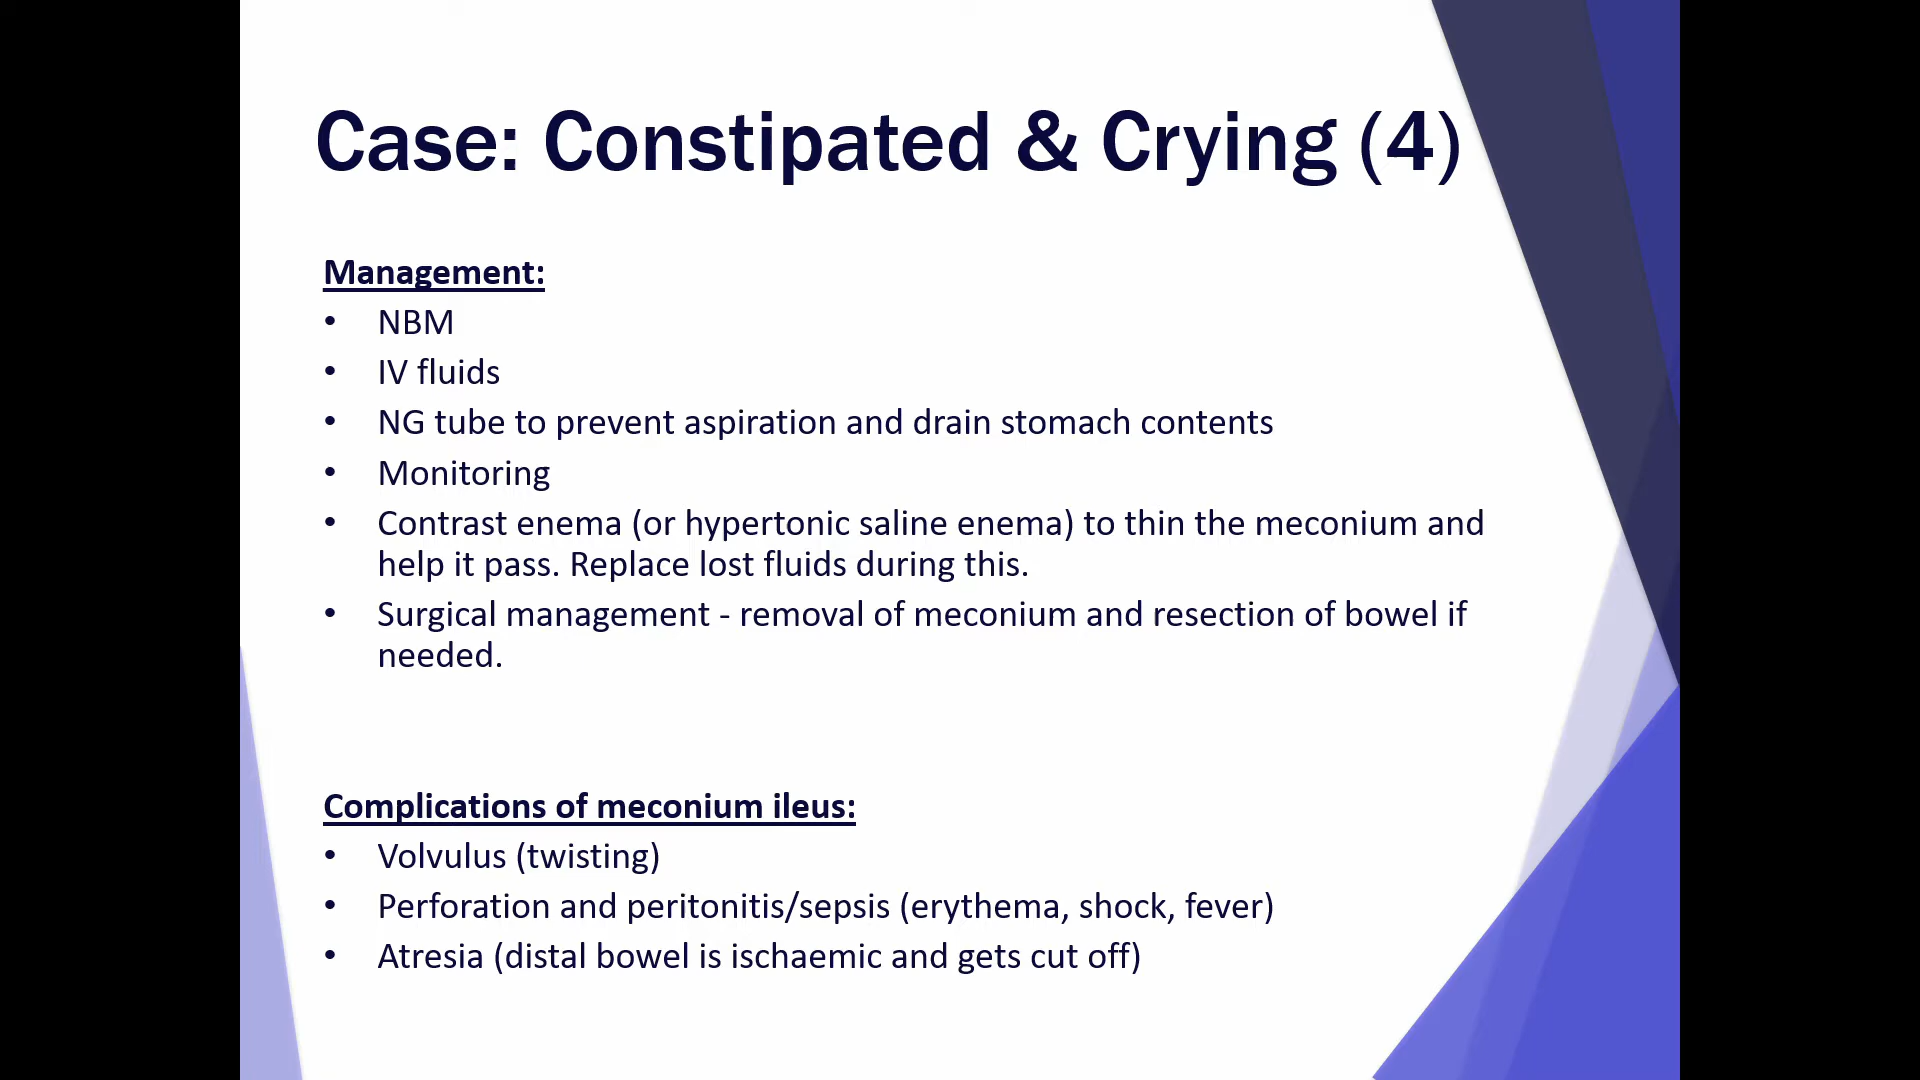 Case: Constipated & Crying (4)
Management:
• NBM
• IV fluids
• NG tube to prevent aspiration and drain stomach contents
• Monitoring
• Contrast enema (or hypertonic saline enema) to thin the meconium and
help it pass. Replace lost fluids during this.
• Surgical management - removal of meconium and resection of bowel if
needed.
Complications of meconium ileus:
• Volvulus (twisting)
• Perforation and peritonitis/sepsis (erythema, shock, fever)
• Atresia (distal bowel is ischaemic and gets cut off)